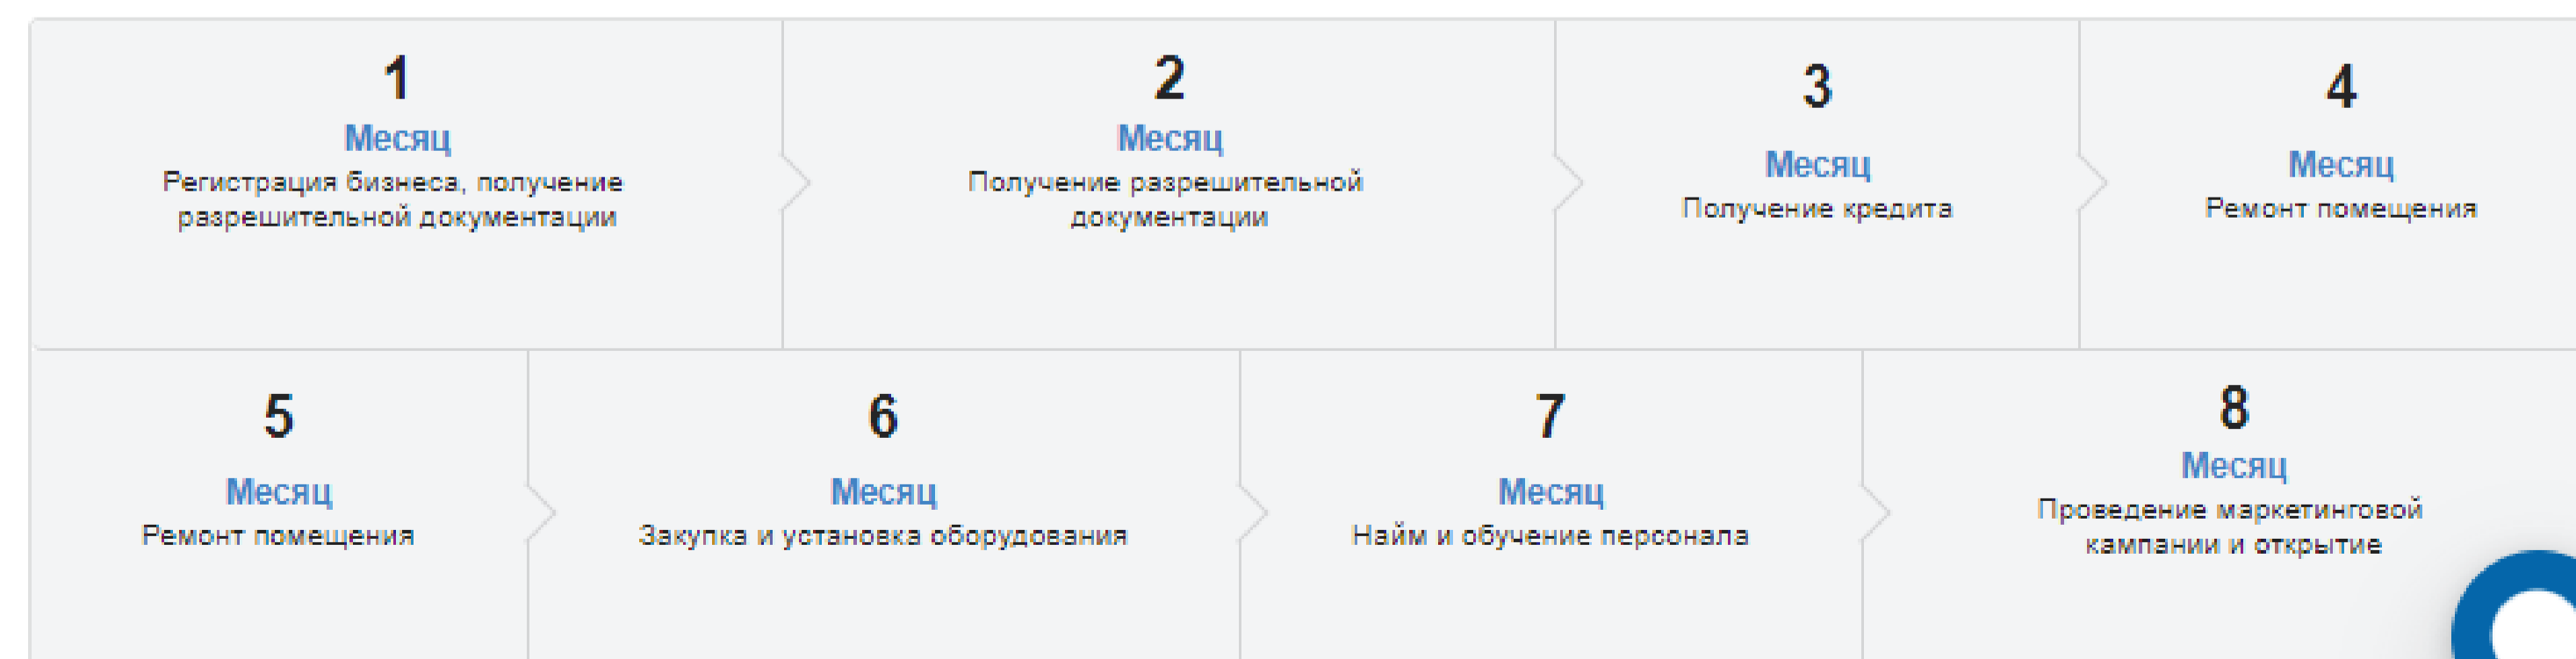 1
Месяц
Регистрация бизнеса, получение
разрешительной документации
2
Месяц
Получение разрешительной
документации
3
Месяц
Получение кредита
4
Месяц
Ремонт помещения
5
Месяц
Ремонт помещения
6
Месяц
Закупка и установка оборудования
7
Месяц
Найм и обучение персонала
8
Месяц
Проведение маркетинговой
кампании и открытие